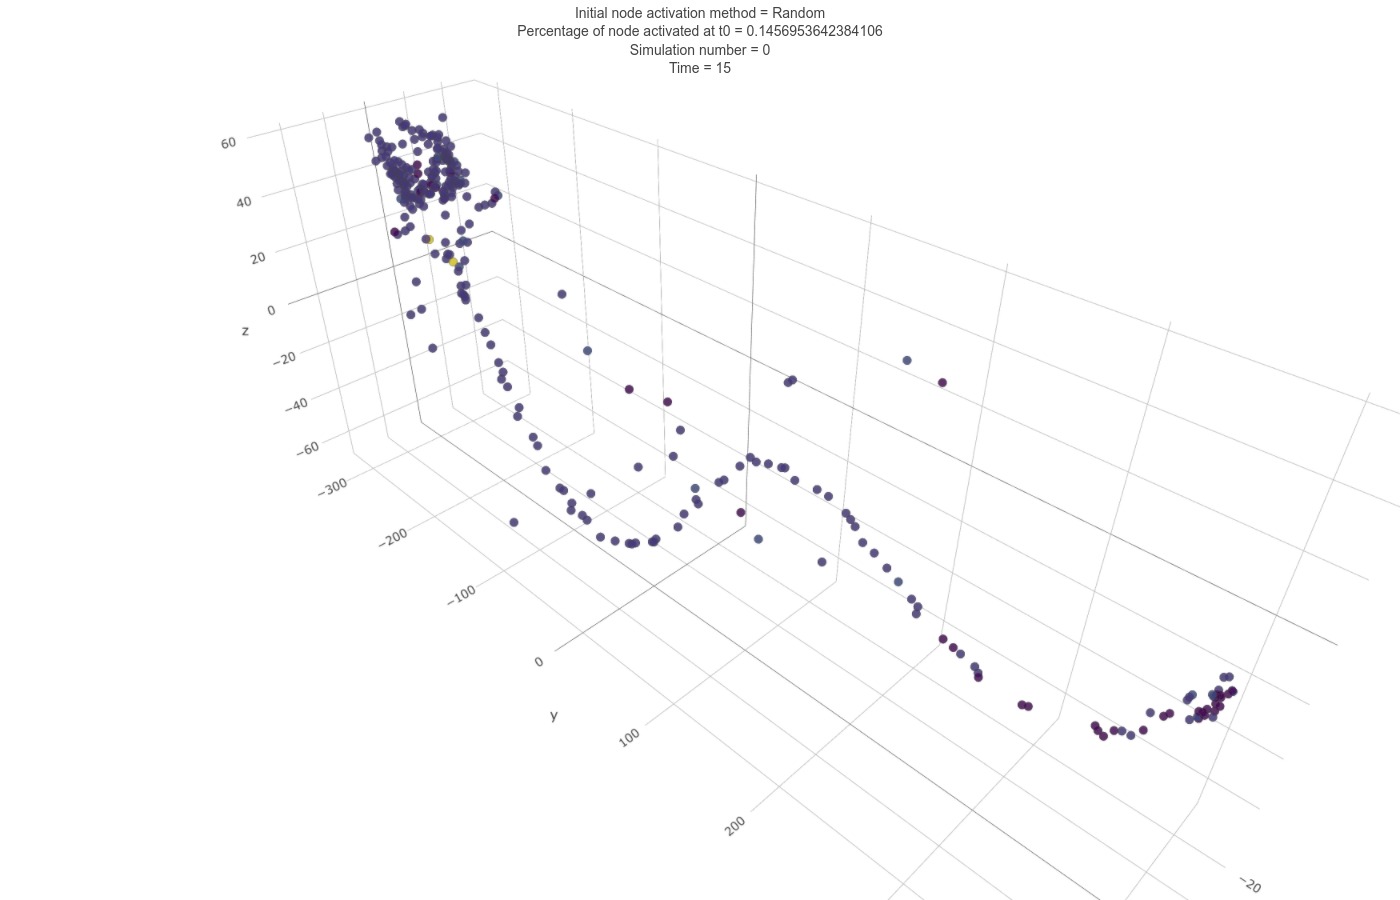 Initial node activation method = Random
Percentage of node activated at t0 = 0.1456953642384106
Simulation number = 0
Time = 15
60
40
20
0
z
−20
−40
−60
−300
−200
−100
0
y
100
200
−20